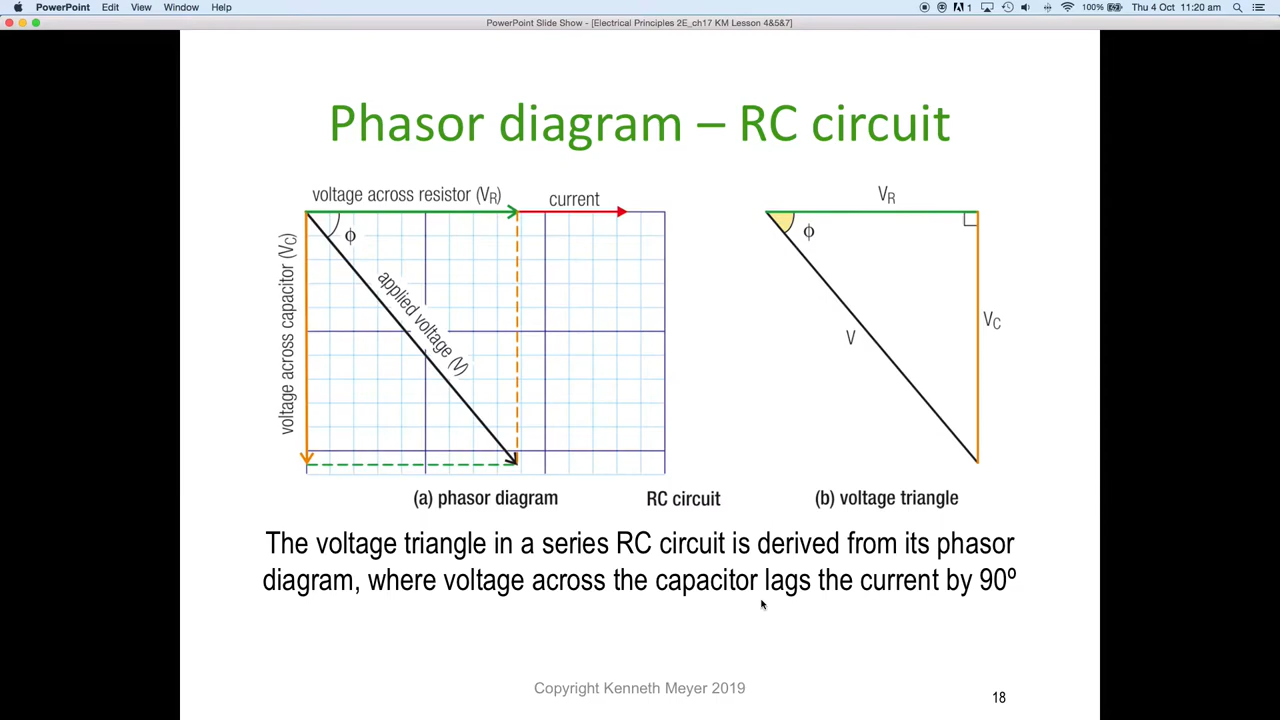 PowerPoint Edit View Window Help 1 100% Thu 4 Oct 11:20 am
PowerPoint Slide Show - [Electrical Principles 2E_ch17 KM Lesson 4&5&7]
Phasor diagram – RC circuit
voltage across resistor (VR)
current
ϕ
voltage across capacitor (VC)
applied voltage (V)
VR
ϕ
VC
V
(a) phasor diagram
RC circuit
(b) voltage triangle
The voltage triangle in a series RC circuit is derived from its phasor
diagram, where voltage across the capacitor lags the current by 90º
Copyright Kenneth Meyer 2019
18